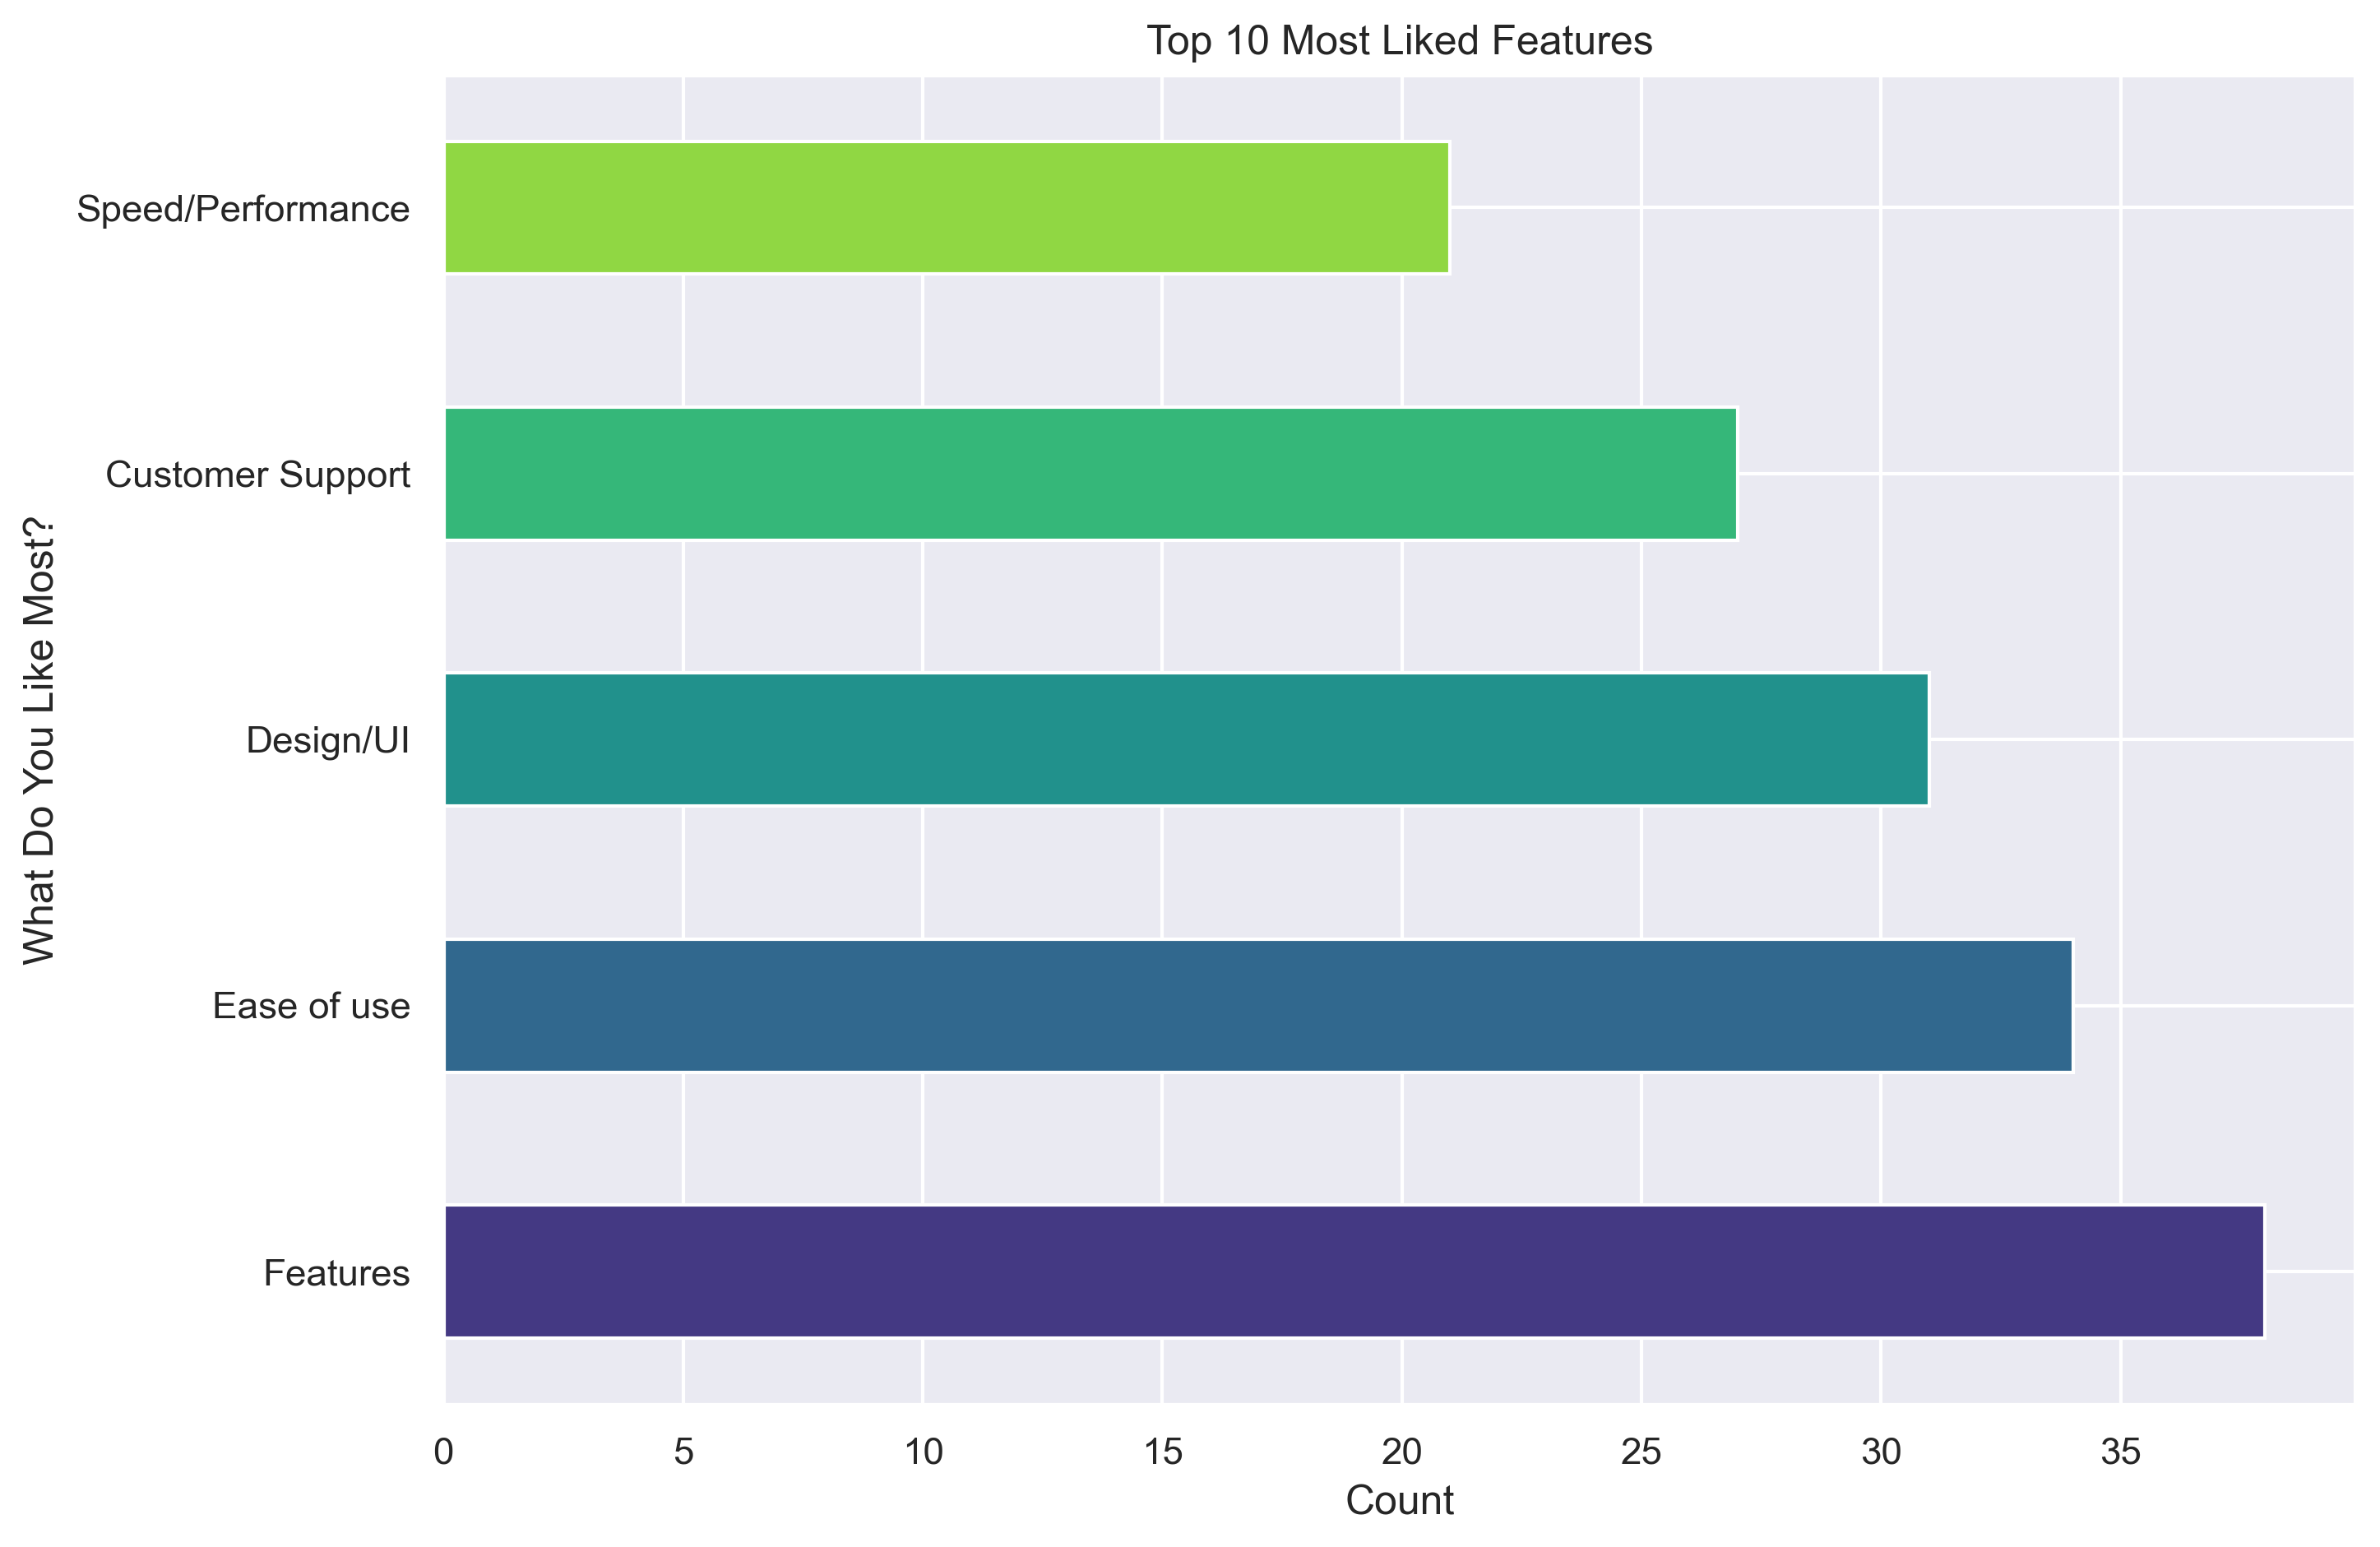 Top 10 Most Liked Features
What Do You Like Most?
Speed/Performance
Customer Support
Design/UI
Ease of use
Features
0 5 10 15 20 25 30 35
Count